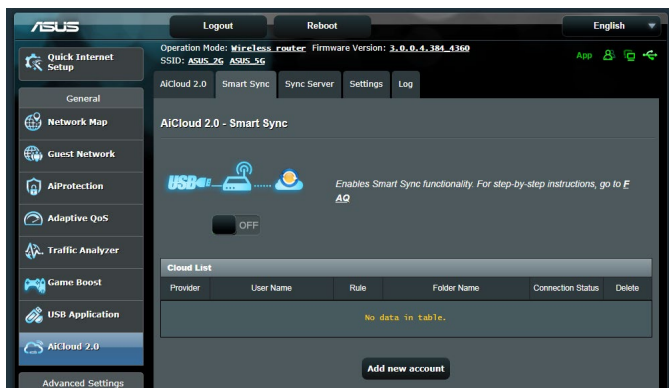 ASUS
Logout
Reboot
English
Quick Internet
Setup
General
Network Map
Guest Network
AiProtection
Adaptive QoS
Traffic Analyzer
Game Boost
USB Application
AiCloud 2.0
Advanced Settings
Operation Mode: Wireless router Firmware Version: 3.0.0.4.384_4360
SSID: ASUS_2G ASUS_5G
App
AiCloud 2.0 Smart Sync Sync Server Settings Log
AiCloud 2.0 - Smart Sync
USB
Enables Smart Sync functionality. For step-by-step instructions, go to F
AQ
OFF
Cloud List
Provider User Name Rule Folder Name Connection Status Delete
No data in table.
Add new account